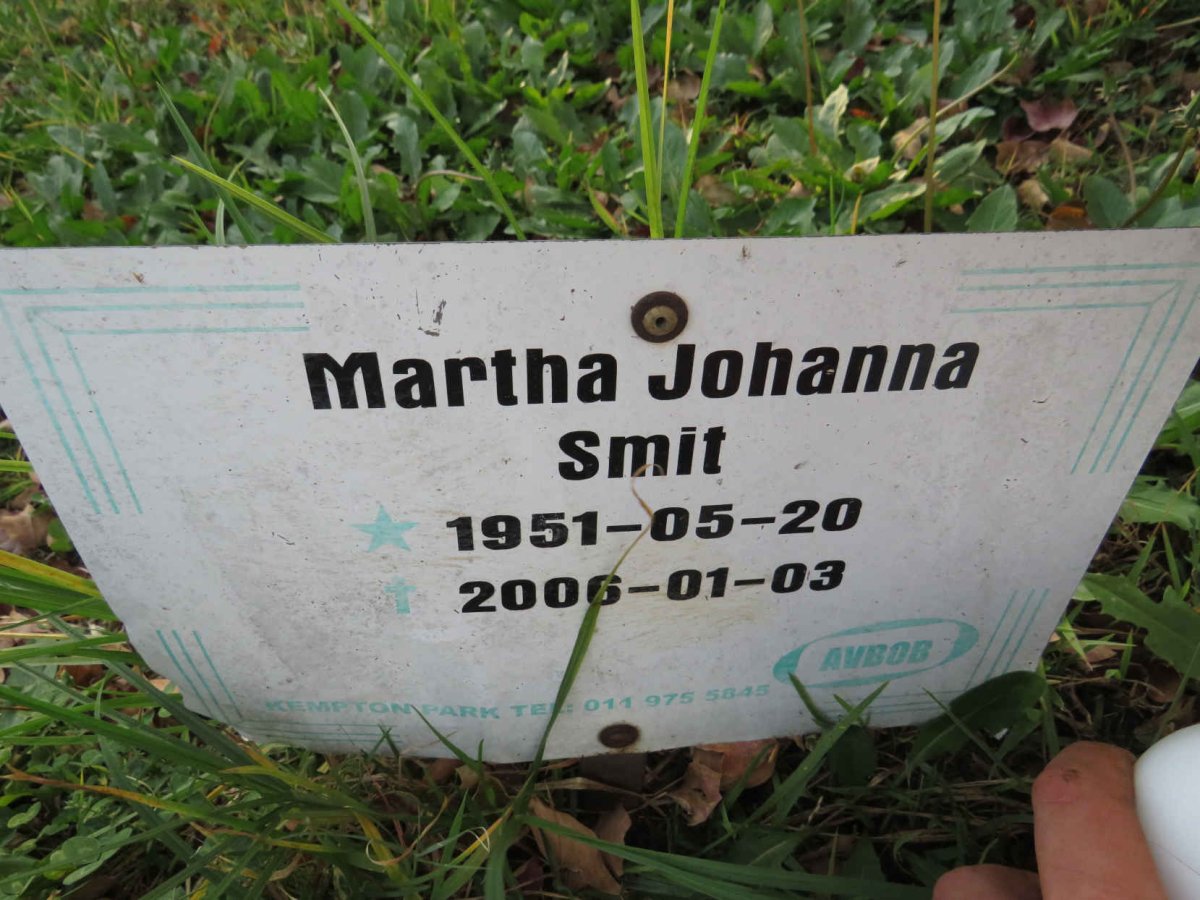 Martha Johanna
Smit
1951-05-20
2006-01-03
AVBOB
KEMPTON PARK TEL: 011 975 5845